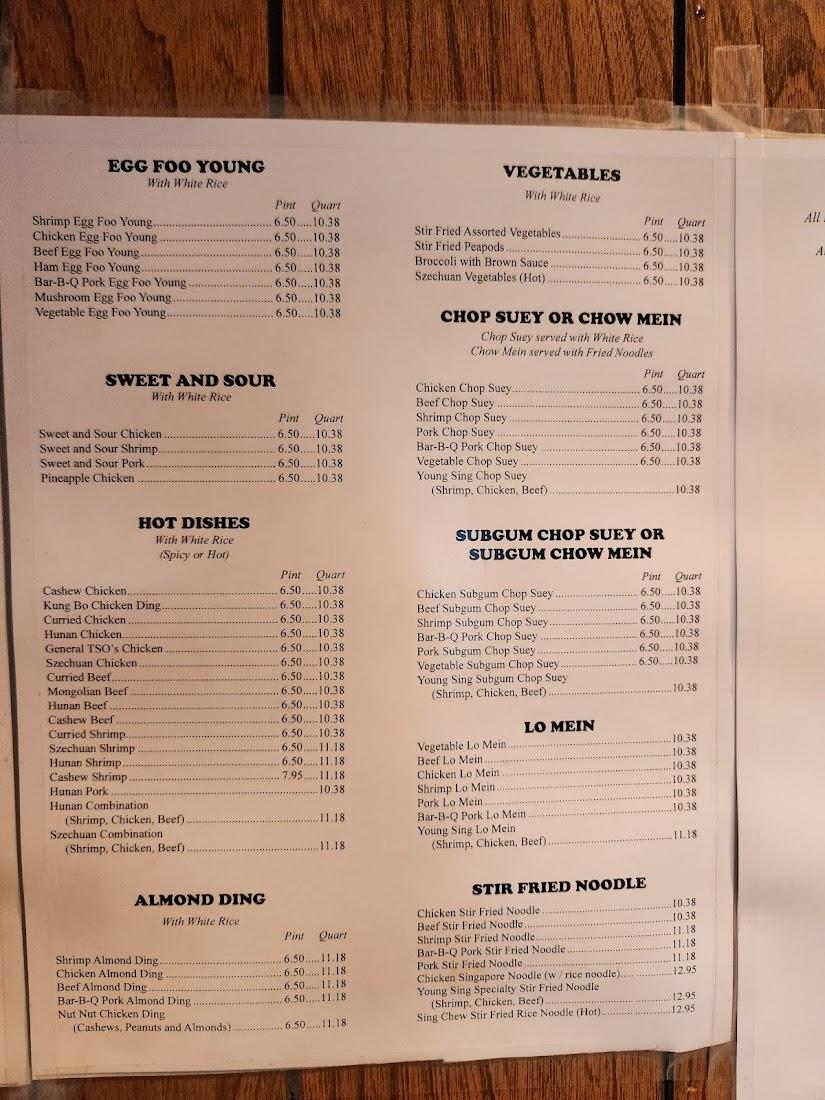 EGG FOO YOUNG
With White Rice
Pint Quart
Shrimp Egg Foo Young 6.50 10.38
Chicken Egg Foo Young 6.50 10.38
Beef Egg Foo Young 6.50 10.38
Ham Egg Foo Young 6.50 10.38
Bar-B-Q Pork Egg Foo Young 6.50 10.38
Mushroom Egg Foo Young 6.50 10.38
Vegetable Egg Foo Young 6.50 10.38
SWEET AND SOUR
With White Rice
Pint Quart
Sweet and Sour Chicken 6.50 10.38
Sweet and Sour Shrimp 6.50 10.38
Sweet and Sour Pork 6.50 10.38
Pineapple Chicken 6.50 10.38
HOT DISHES
With White Rice
(Spicy or Hot)
Pint Quart
Cashew Chicken 6.50 10.38
Kung Bo Chicken Ding 6.50 10.38
Curried Chicken 6.50 10.38
Hunan Chicken 6.50 10.38
General TSO's Chicken 6.50 10.38
Szechuan Chicken 6.50 10.38
Curried Beef 6.50 10.38
Mongolian Beef 6.50 10.38
Hunan Beef 6.50 10.38
Cashew Beef 6.50 10.38
Curried Shrimp 6.50 10.38
Szechuan Shrimp 6.50 11.18
Hunan Shrimp 6.50 11.18
Cashew Shrimp 7.95 11.18
Hunan Pork 10.38
Hunan Combination
(Shrimp, Chicken, Beef) 11.18
Szechuan Combination
(Shrimp, Chicken, Beef) 11.18
ALMOND DING
With White Rice
Pint Quart
Shrimp Almond Ding 6.50 11.18
Chicken Almond Ding 6.50 11.18
Beef Almond Ding 6.50 11.18
Bar-B-Q Pork Almond Ding 6.50 11.18
Nut Nut Chicken Ding
(Cashews, Peanuts and Almonds) 6.50 11.18
VEGETABLES
With White Rice
Pint Quart
Stir Fried Assorted Vegetables 6.50 10.38
Stir Fried Peapods 6.50 10.38
Broccoli with Brown Sauce 6.50 10.38
Szechuan Vegetables (Hot) 6.50 10.38
CHOP SUEY OR CHOW MEIN
Chop Suey served with White Rice
Chow Mein served with Fried Noodles
Pint Quart
Chicken Chop Suey 6.50 10.38
Beef Chop Suey 6.50 10.38
Shrimp Chop Suey 6.50 10.38
Pork Chop Suey 6.50 10.38
Bar-B-Q Pork Chop Suey 6.50 10.38
Vegetable Chop Suey 6.50 10.38
Young Sing Chop Suey
(Shrimp, Chicken, Beef) 10.38
SUBGUM CHOP SUEY OR
SUBGUM CHOW MEIN
Pint Quart
Chicken Subgum Chop Suey 6.50 10.38
Beef Subgum Chop Suey 6.50 10.38
Shrimp Subgum Chop Suey 6.50 10.38
Bar-B-Q Pork Chop Suey 6.50 10.38
Pork Subgum Chop Suey 6.50 10.38
Vegetable Subgum Chop Suey 6.50 10.38
Young Sing Subgum Chop Suey
(Shrimp, Chicken, Beef) 10.38
LO MEIN
Vegetable Lo Mein 10.38
Beef Lo Mein 10.38
Chicken Lo Mein 10.38
Shrimp Lo Mein 10.38
Pork Lo Mein 10.38
Bar-B-Q Pork Lo Mein 10.38
Young Sing Lo Mein
(Shrimp, Chicken, Beef) 11.18
STIR FRIED NOODLE
Chicken Stir Fried Noodle 10.38
Beef Stir Fried Noodle 10.38
Shrimp Stir Fried Noodle 11.18
Bar-B-Q Pork Stir Fried Noodle 11.18
Pork Stir Fried Noodle 11.18
Chicken Singapore Noodle (w / rice noodle) 12.95
Young Sing Specialty Stir Fried Noodle
(Shrimp, Chicken, Beef) 12.95
Sing Chew Stir Fried Rice Noodle (Hot) 12.95
All